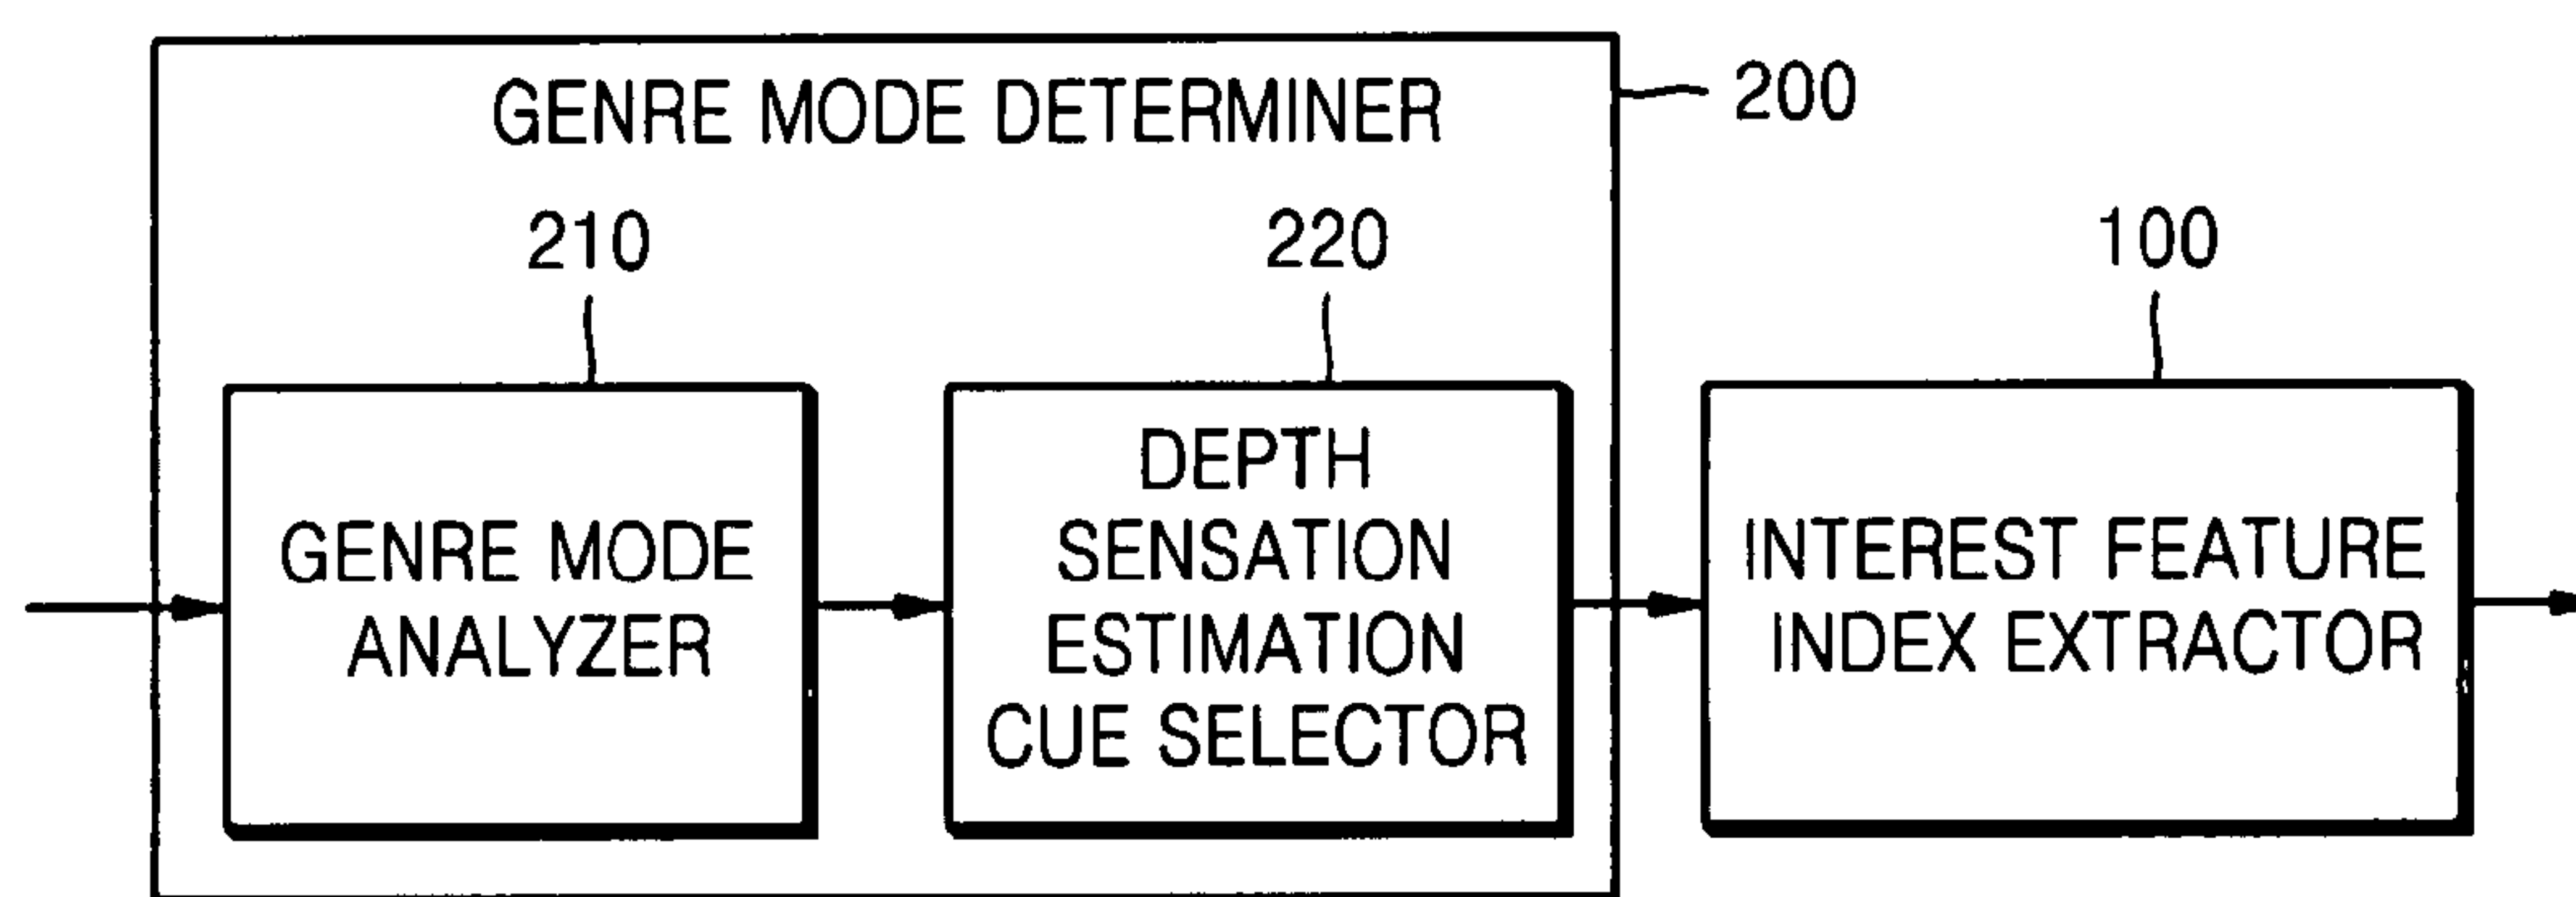 GENRE MODE DETERMINER
200
210
220
100
GENRE MODE
ANALYZER
DEPTH
SENSATION
ESTIMATION
CUE SELECTOR
INTEREST FEATURE
INDEX EXTRACTOR